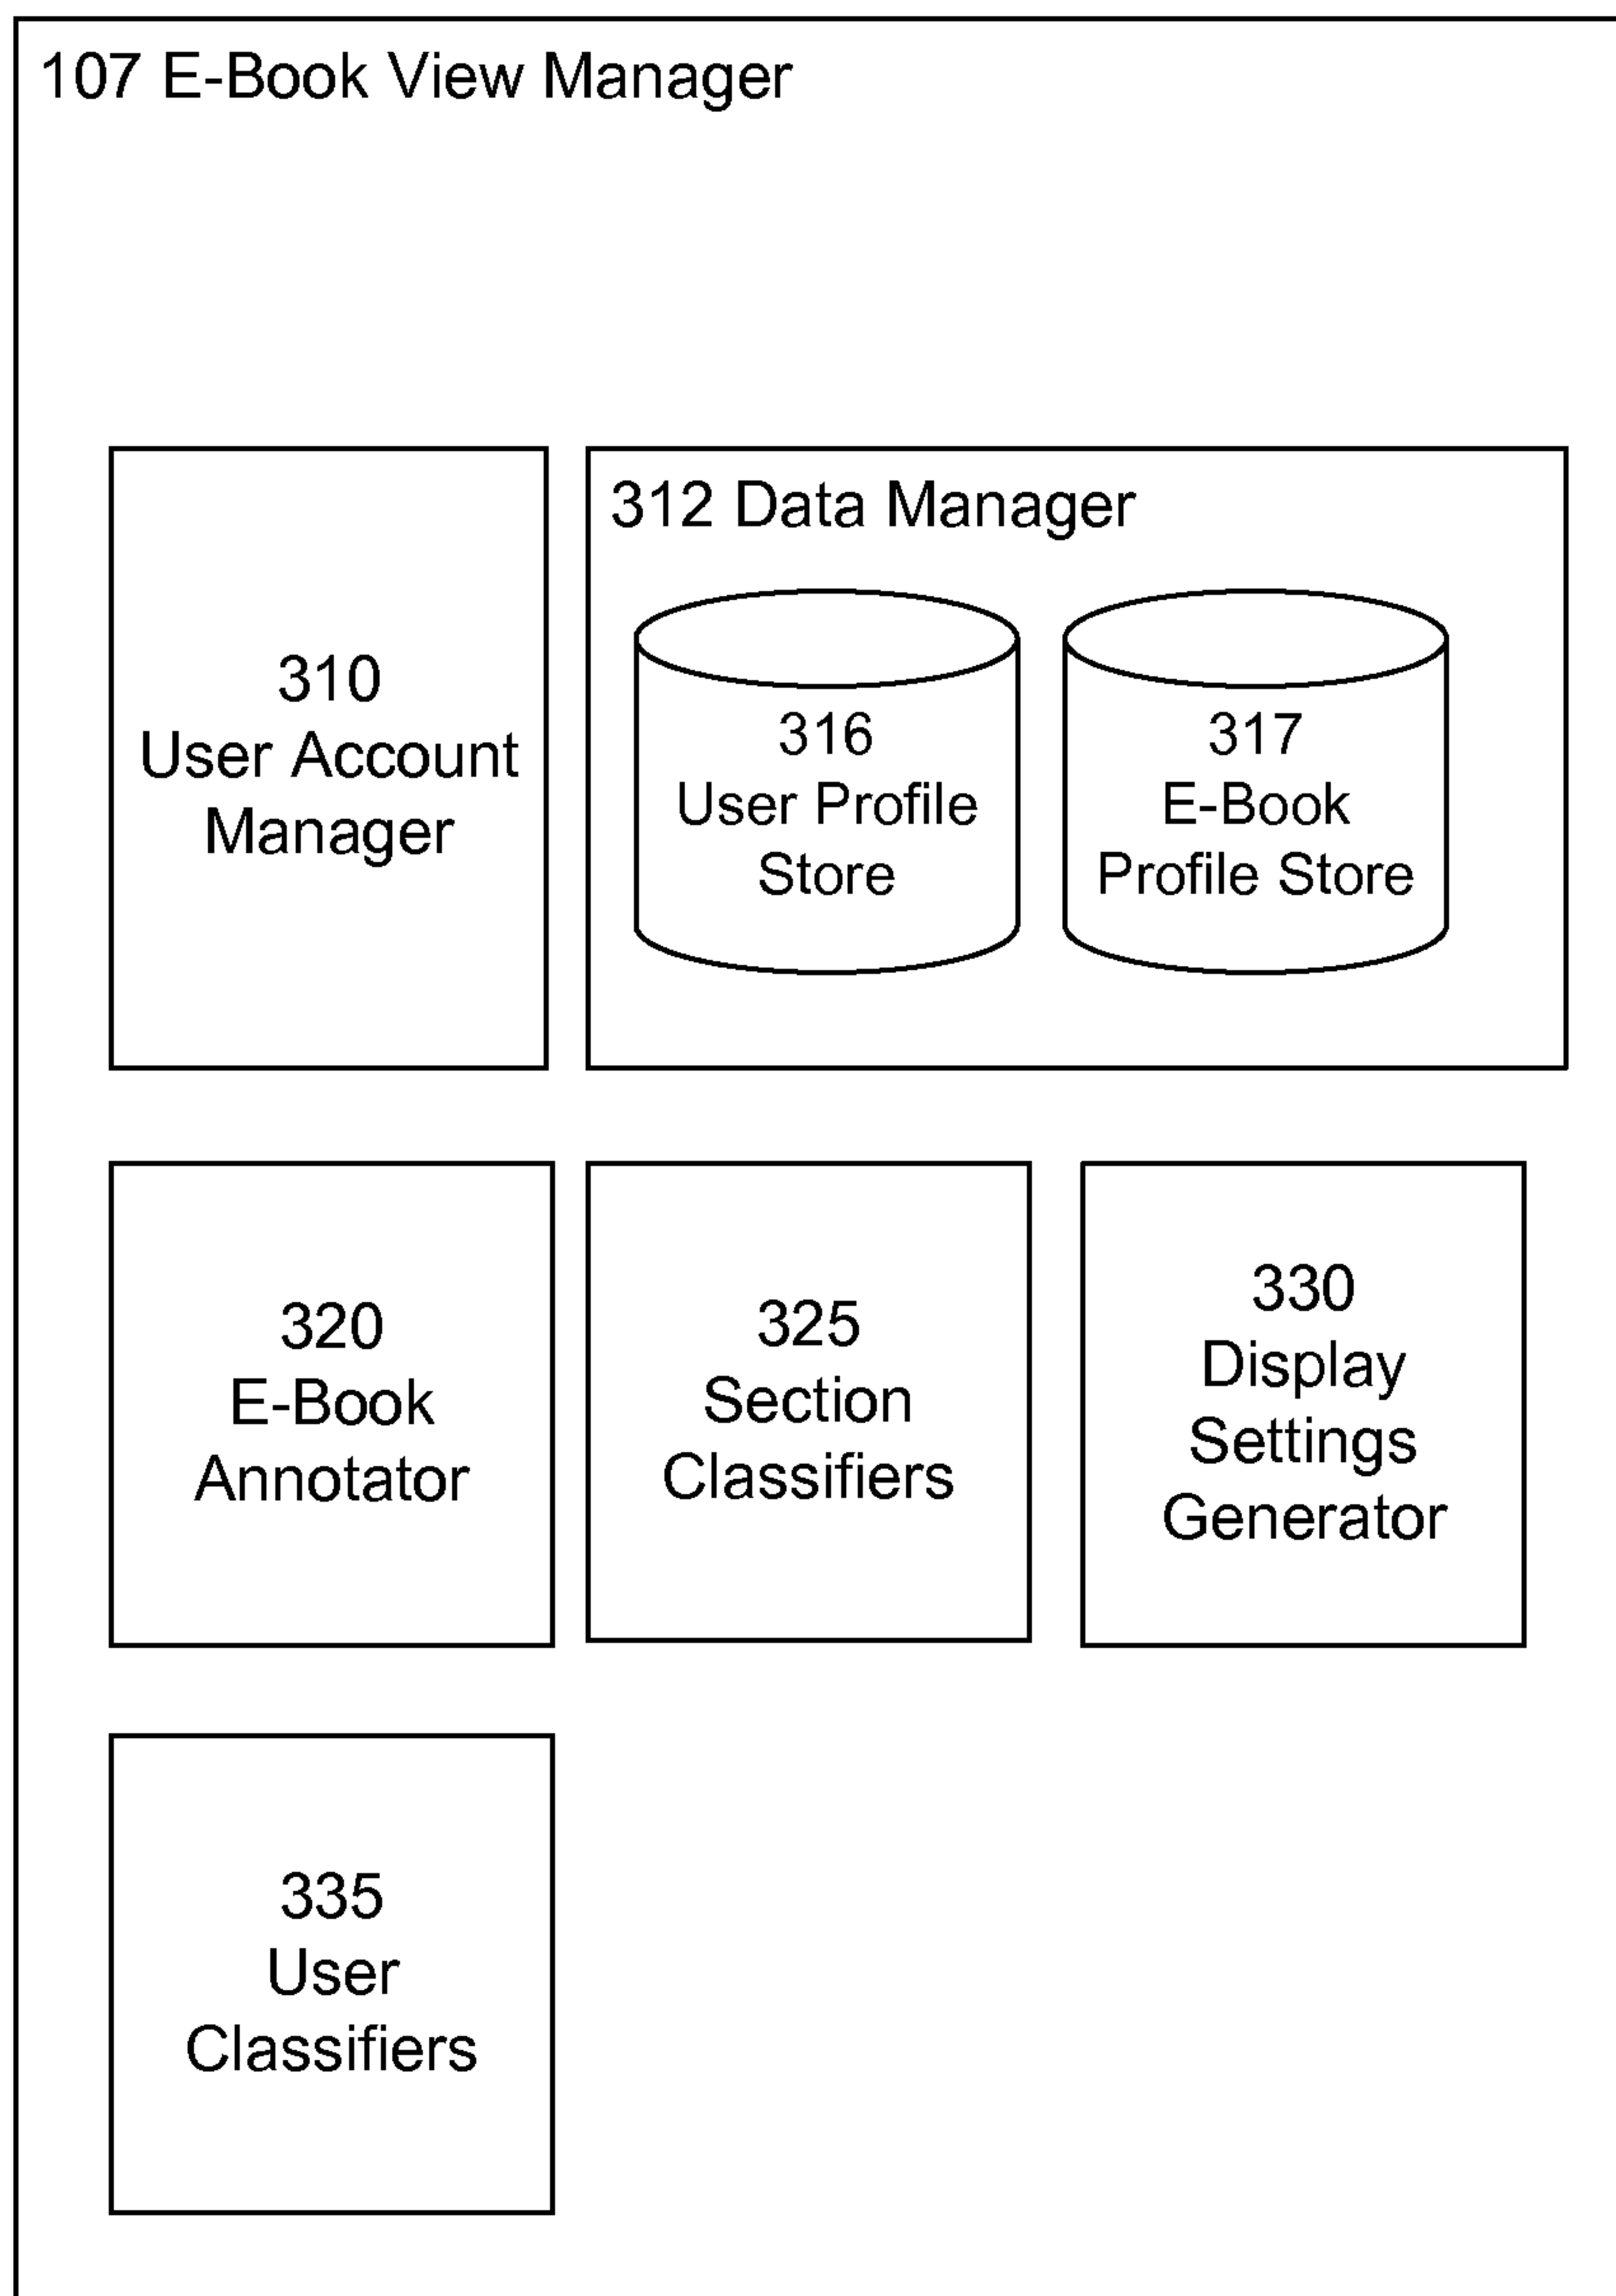 107 E-Book View Manager
310
User Account
Manager
312 Data Manager
316
User Profile
Store
317
E-Book
Profile Store
320
E-Book
Annotator
325
Section
Classifiers
330
Display
Settings
Generator
335
User
Classifiers